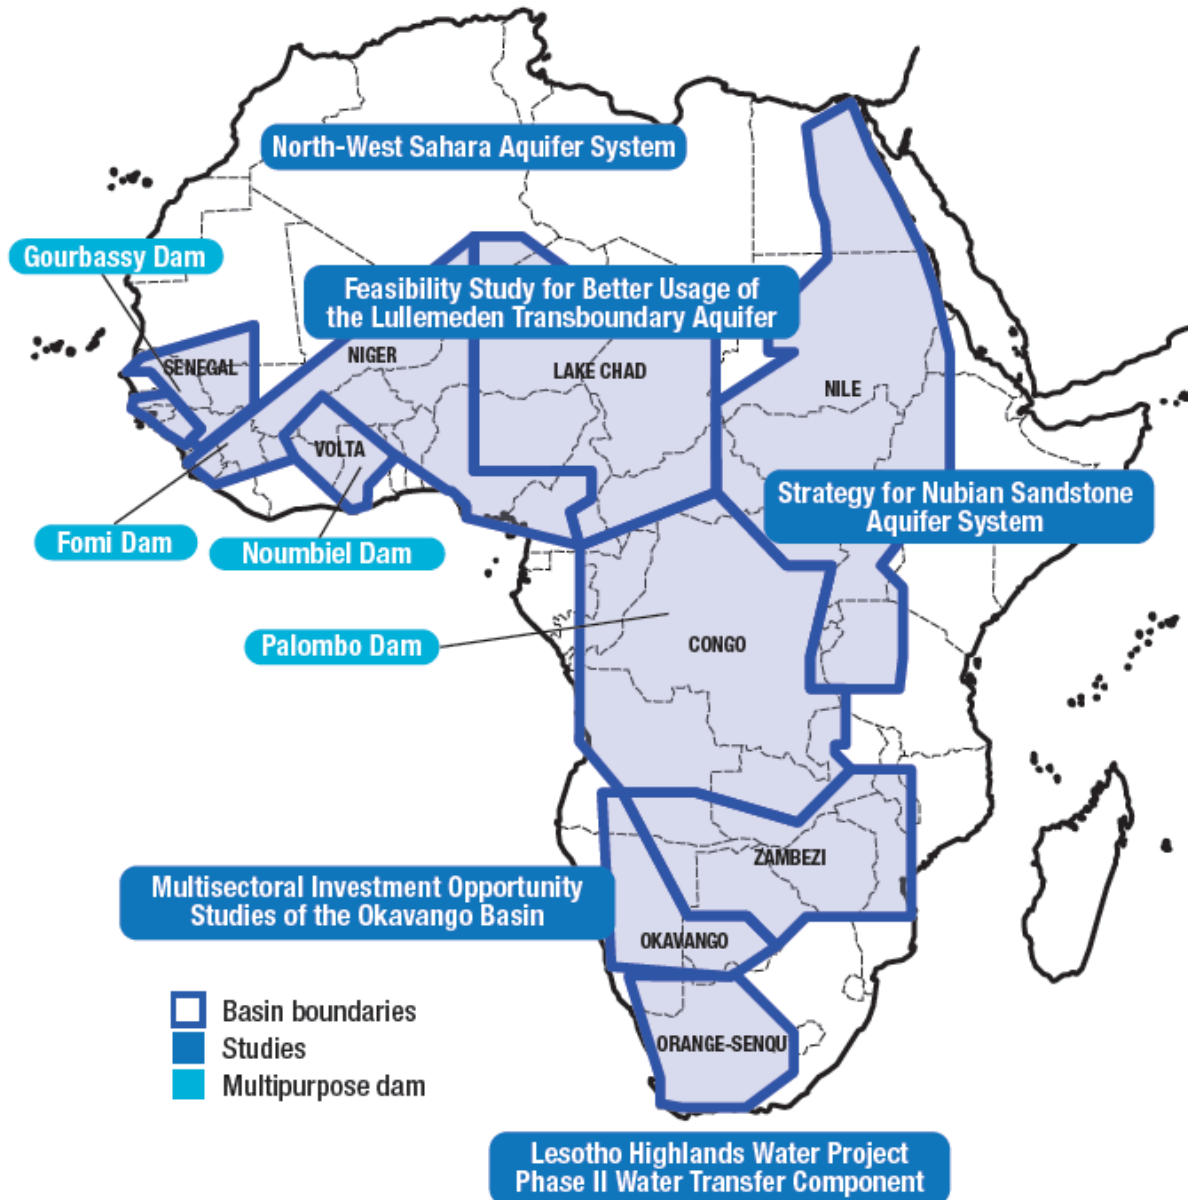 North-West Sahara Aquifer System
Gourbassy Dam
Feasibility Study for Better Usage of
the Lullemeden Transboundary Aquifer
SENEGAL
NIGER
LAKE CHAD
NILE
VOLTA
Strategy for Nubian Sandstone
Aquifer System
Fomi Dam
Noumbiel Dam
Palombo Dam
CONGO
ZAMBEZI
Multisectoral Investment Opportunity
Studies of the Okavango Basin
OKAVANGO
Basin boundaries
Studies
Multipurpose dam
ORANGE-SENQU
Lesotho Highlands Water Project
Phase II Water Transfer Component